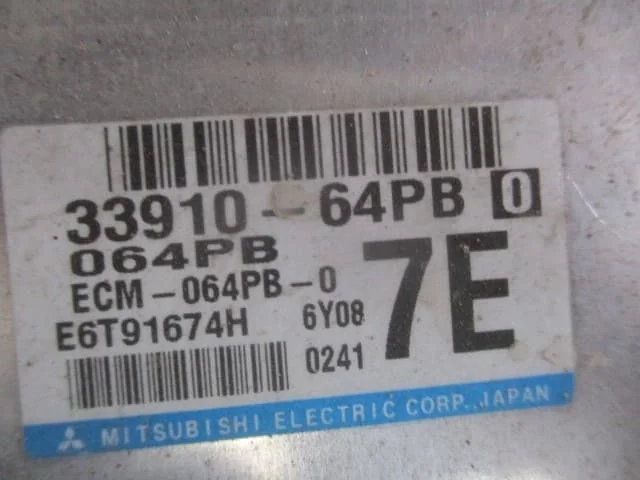 33910-64PB 0
064PB
ECM-064PB-0
7E
E6T91674H 6Y08
0241
MITSUBISHI ELECTRIC CORP., JAPAN